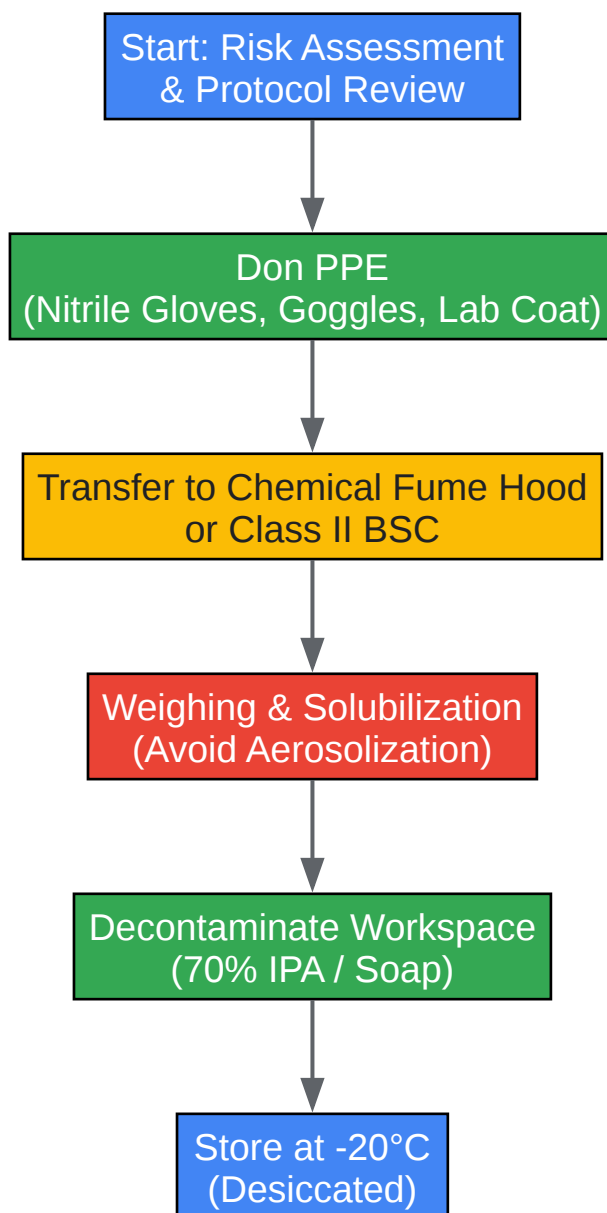 Start: Risk Assessment
& Protocol Review
Don PPE
(Nitrile Gloves, Goggles, Lab Coat)
Transfer to Chemical Fume Hood
or Class II BSC
Weighing & Solubilization
(Avoid Aerosolization)
Decontaminate Workspace
(70% IPA / Soap)
Store at -20°C
(Desiccated)